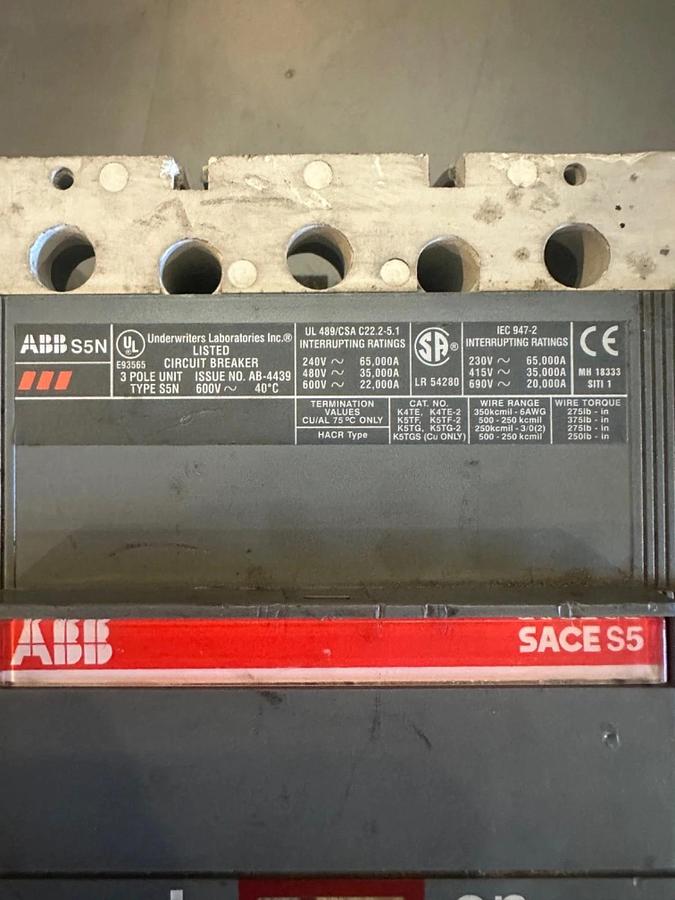 ABB S5N
UL
E93565
Underwriters Laboratories Inc.®
LISTED
CIRCUIT BREAKER
3 POLE UNIT ISSUE NO. AB-4439
TYPE S5N 600V ~ 40°C
UL 489/CSA C22.2-5.1
INTERRUPTING RATINGS
240V ~ 65,000A
480V ~ 35,000A
600V ~ 22,000A
SA ®
LR 54280
IEC 947-2
INTERRUPTING RATINGS
230V ~ 65,000A
415V ~ 35,000A
690V ~ 20,000A
CE
MH 18333
SITI 1
TERMINATION
VALUES
CU/AL 75°C ONLY
HACR Type
CAT. NO.
K4TE, K4TE-2
K5TF, K5TF-2
K5TG, K5TG-2
K5TGS (Cu ONLY)
WIRE RANGE
350kcmil - 6AWG
500 - 250 kcmil
250kcmil - 3/0(2)
500 - 250 kcmil
WIRE TORQUE
275lb - in
375lb - in
275lb - in
250lb - in
ABB
SACE S5